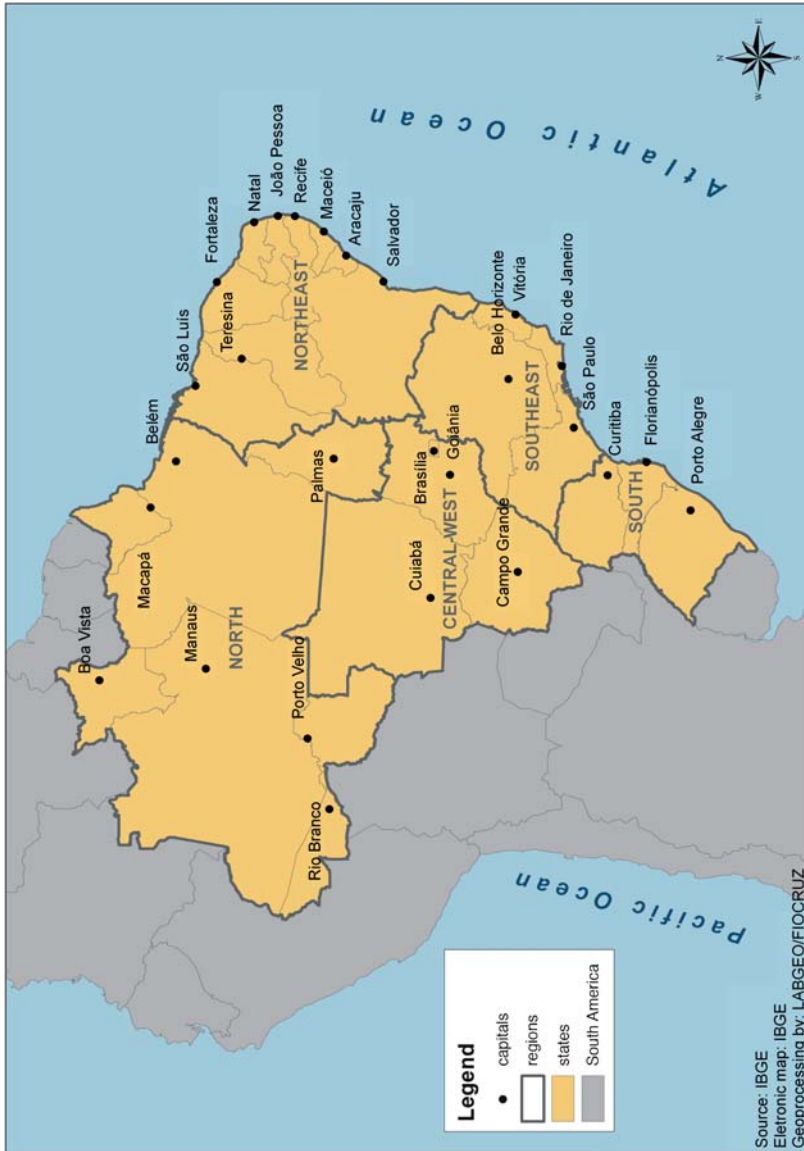 N
W
E
S
Atlantic Ocean
Pacific Ocean
Boa Vista
Macapá
Belém
São Luis
Fortaleza
Teresina
Natal
João Pessoa
Recife
Maceió
Aracaju
Salvador
NORTHEAST
Manaus
NORTH
Porto Velho
Rio Branco
Palmas
Cuiabá
Brasília
Goiânia
CENTRAL-WEST
Campo Grande
Belo Horizonte
Vitória
SOUTHEAST
Rio de Janeiro
São Paulo
Curitiba
SOUTH
Florianópolis
Porto Alegre
Legend
capitals
regions
states
South America
Source: IBGE
Eletronic map: IBGE
Geoprocessing by: LABGEO/FIOCRUZ